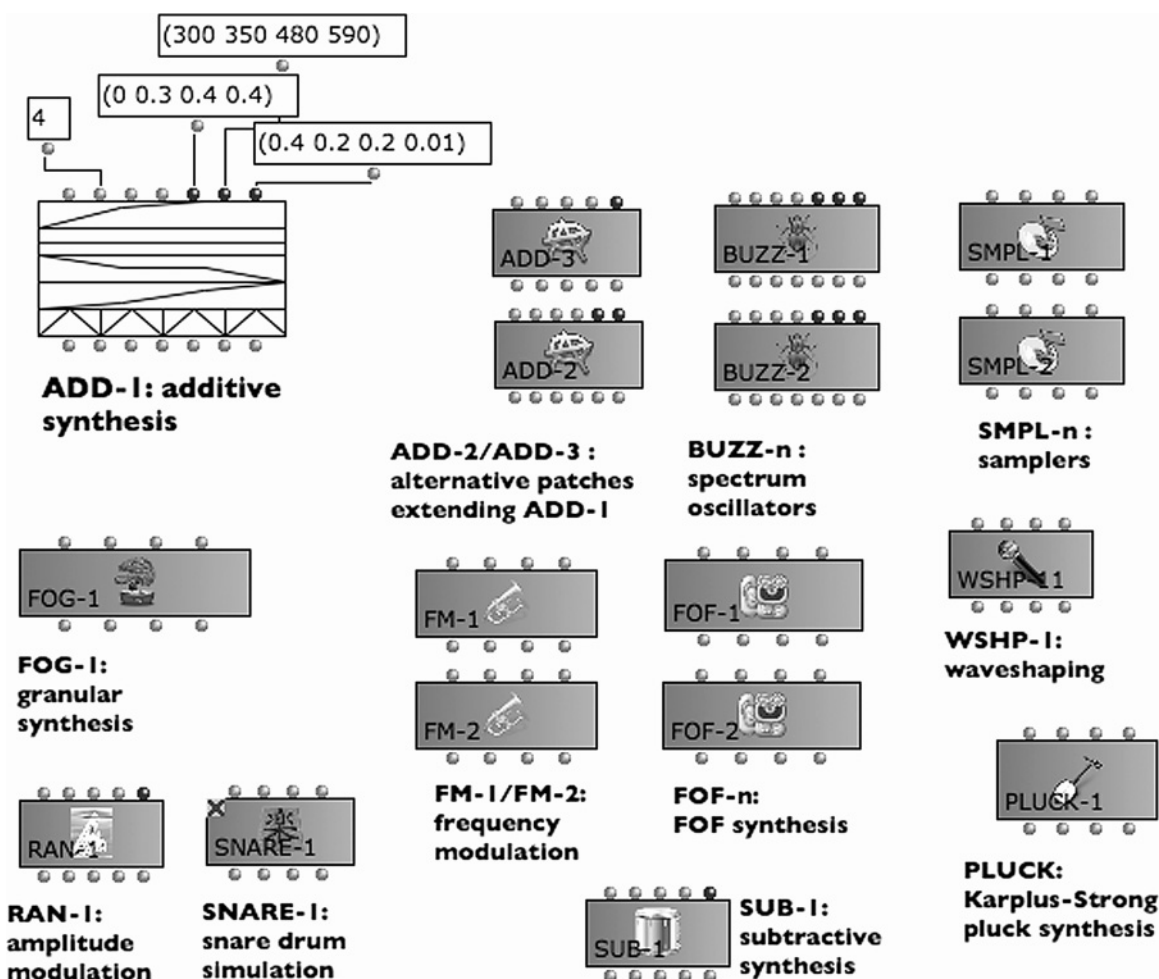 (300 350 480 590)
(0 0.3 0.4 0.4)
4
(0.4 0.2 0.2 0.01)
ADD-1: additive
synthesis
ADD-3
ADD-2
ADD-2/ADD-3 :
alternative patches
extending ADD-1
BUZZ-1
BUZZ-2
BUZZ-n :
spectrum
oscillators
SMPL-1
SMPL-2
SMPL-n :
samplers
FOG-1
FOG-1:
granular
synthesis
FM-1
FM-2
FM-1/FM-2:
frequency
modulation
FOF-1
FOF-2
FOF-n:
FOF synthesis
WSHP-11
WSHP-1:
waveshaping
PLUCK-1
PLUCK:
Karplus-Strong
pluck synthesis
RAN-1
RAN-1:
amplitude
modulation
SNARE-1
SNARE-1:
snare drum
simulation
SUB-1
SUB-1:
subtractive
synthesis